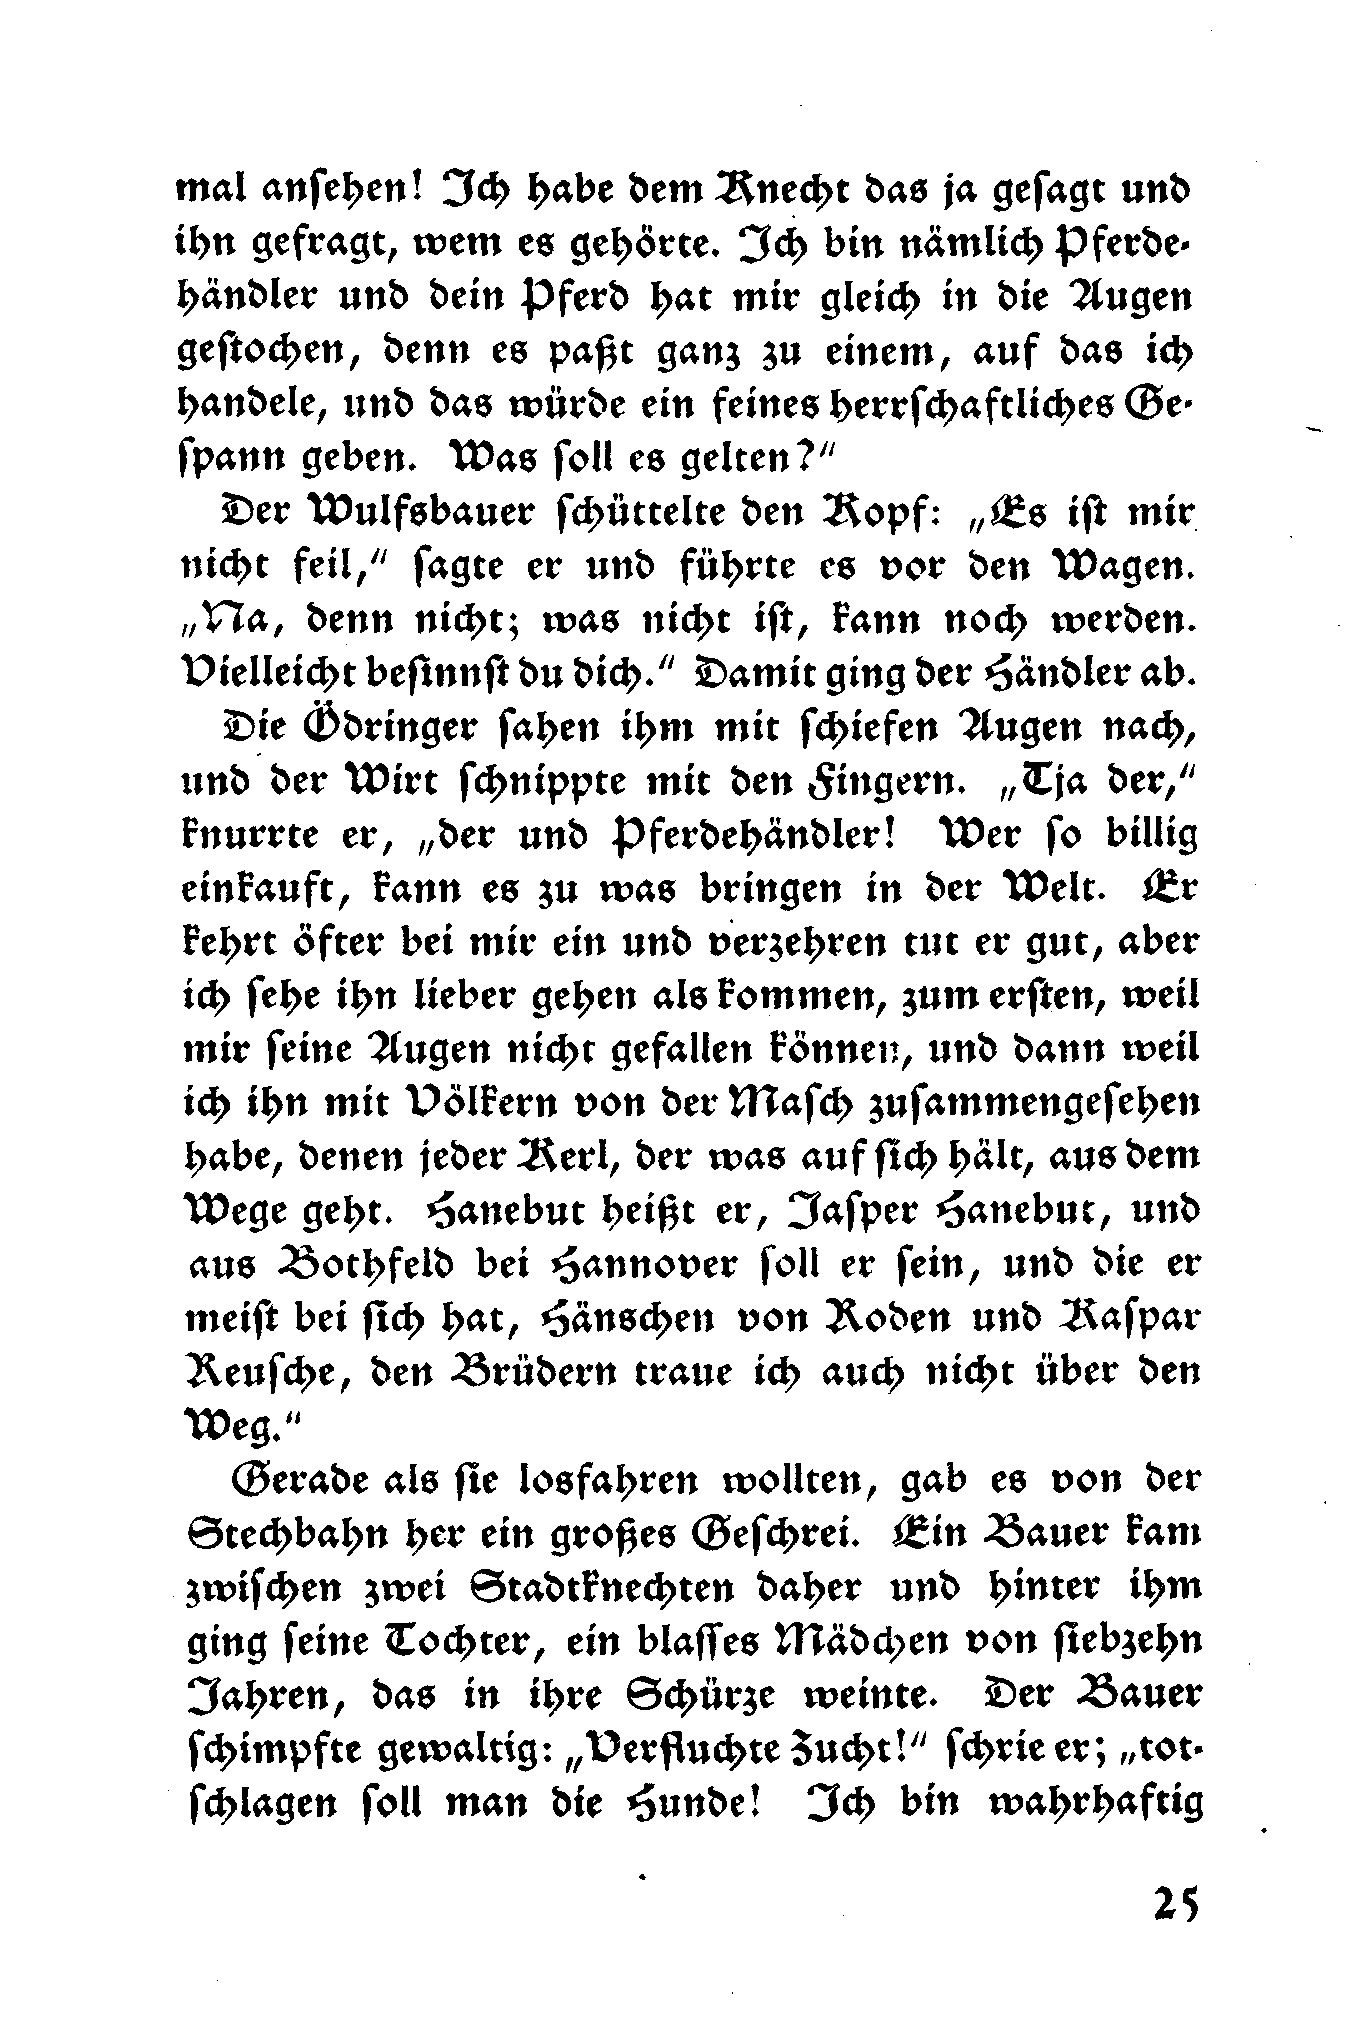 mal ansehen! Ich habe dem Knecht das ja gesagt und
ihn gefragt, wem es gehörte. Ich bin nämlich Pferde-
händler und dein Pferd hat mir gleich in die Augen
gestochen, denn es paßt ganz zu einem, auf das ich
handele, und das würde ein feines herrschaftliches Ge-
spann geben. Was soll es gelten?“
Der Wulfsbauer schüttelte den Kopf: „Es ist mir
nicht feil,“ sagte er und führte es vor den Wagen.
„Na, denn nicht; was nicht ist, kann noch werden.
Vielleicht besinnst du dich.“ Damit ging der Händler ab.
Die Ödringer sahen ihm mit schiefen Augen nach,
und der Wirt schnippte mit den Fingern. „Tja der,“
knurrte er, „der und Pferdehändler! Wer so billig
einkauft, kann es zu was bringen in der Welt. Er
kehrt öfter bei mir ein und verzehren tut er gut, aber
ich sehe ihn lieber gehen als kommen, zum ersten, weil
mir seine Augen nicht gefallen können, und dann weil
ich ihn mit Völkern von der Masch zusammengesehen
habe, denen jeder Kerl, der was auf sich hält, aus dem
Wege geht. Hanebut heißt er, Jasper Hanebut, und
aus Bothfeld bei Hannover soll er sein, und die er
meist bei sich hat, Hänschen von Roden und Kaspar
Reusche, den Brüdern traue ich auch nicht über den
Weg.“
Gerade als sie losfahren wollten, gab es von der
Stechbahn her ein großes Geschrei. Ein Bauer kam
zwischen zwei Stadtknechten daher und hinter ihm
ging seine Tochter, ein blasses Mädchen von siebzehn
Jahren, das in ihre Schürze weinte. Der Bauer
schimpfte gewaltig: „Verfluchte Zucht!“ schrie er; „tot-
schlagen soll man die Hunde! Ich bin wahrhaftig
25